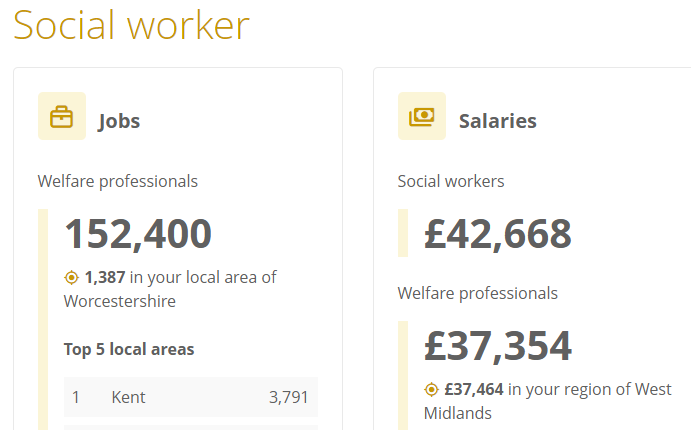 Social worker
Jobs
Welfare professionals
152,400
1,387 in your local area of
Worcestershire
Top 5 local areas
1 Kent 3,791
Salaries
Social workers
£42,668
Welfare professionals
£37,354
£37,464 in your region of West
Midlands